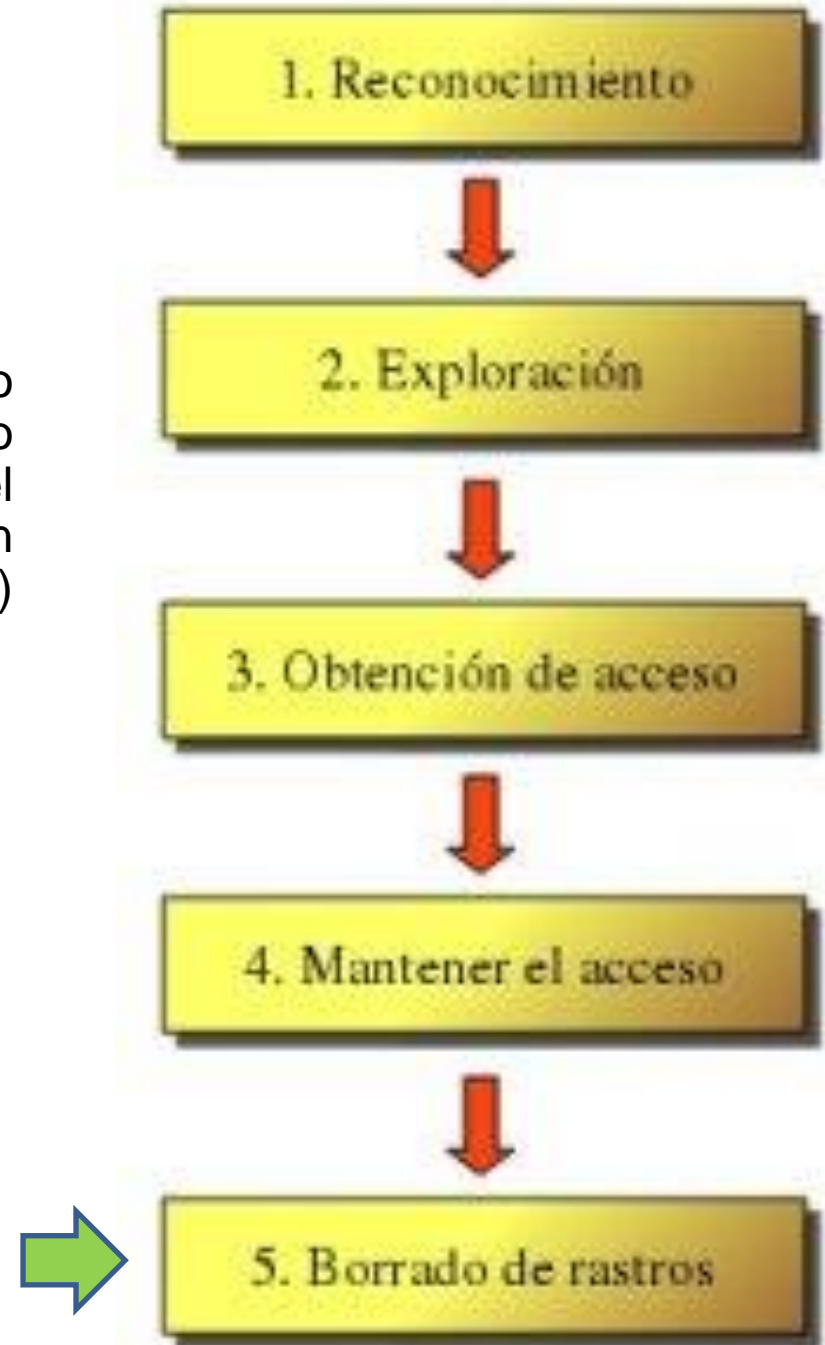 1. Reconocimiento
2. Exploración
3. Obtención de acceso
4. Mantener el acceso
5. Borrado de rastros